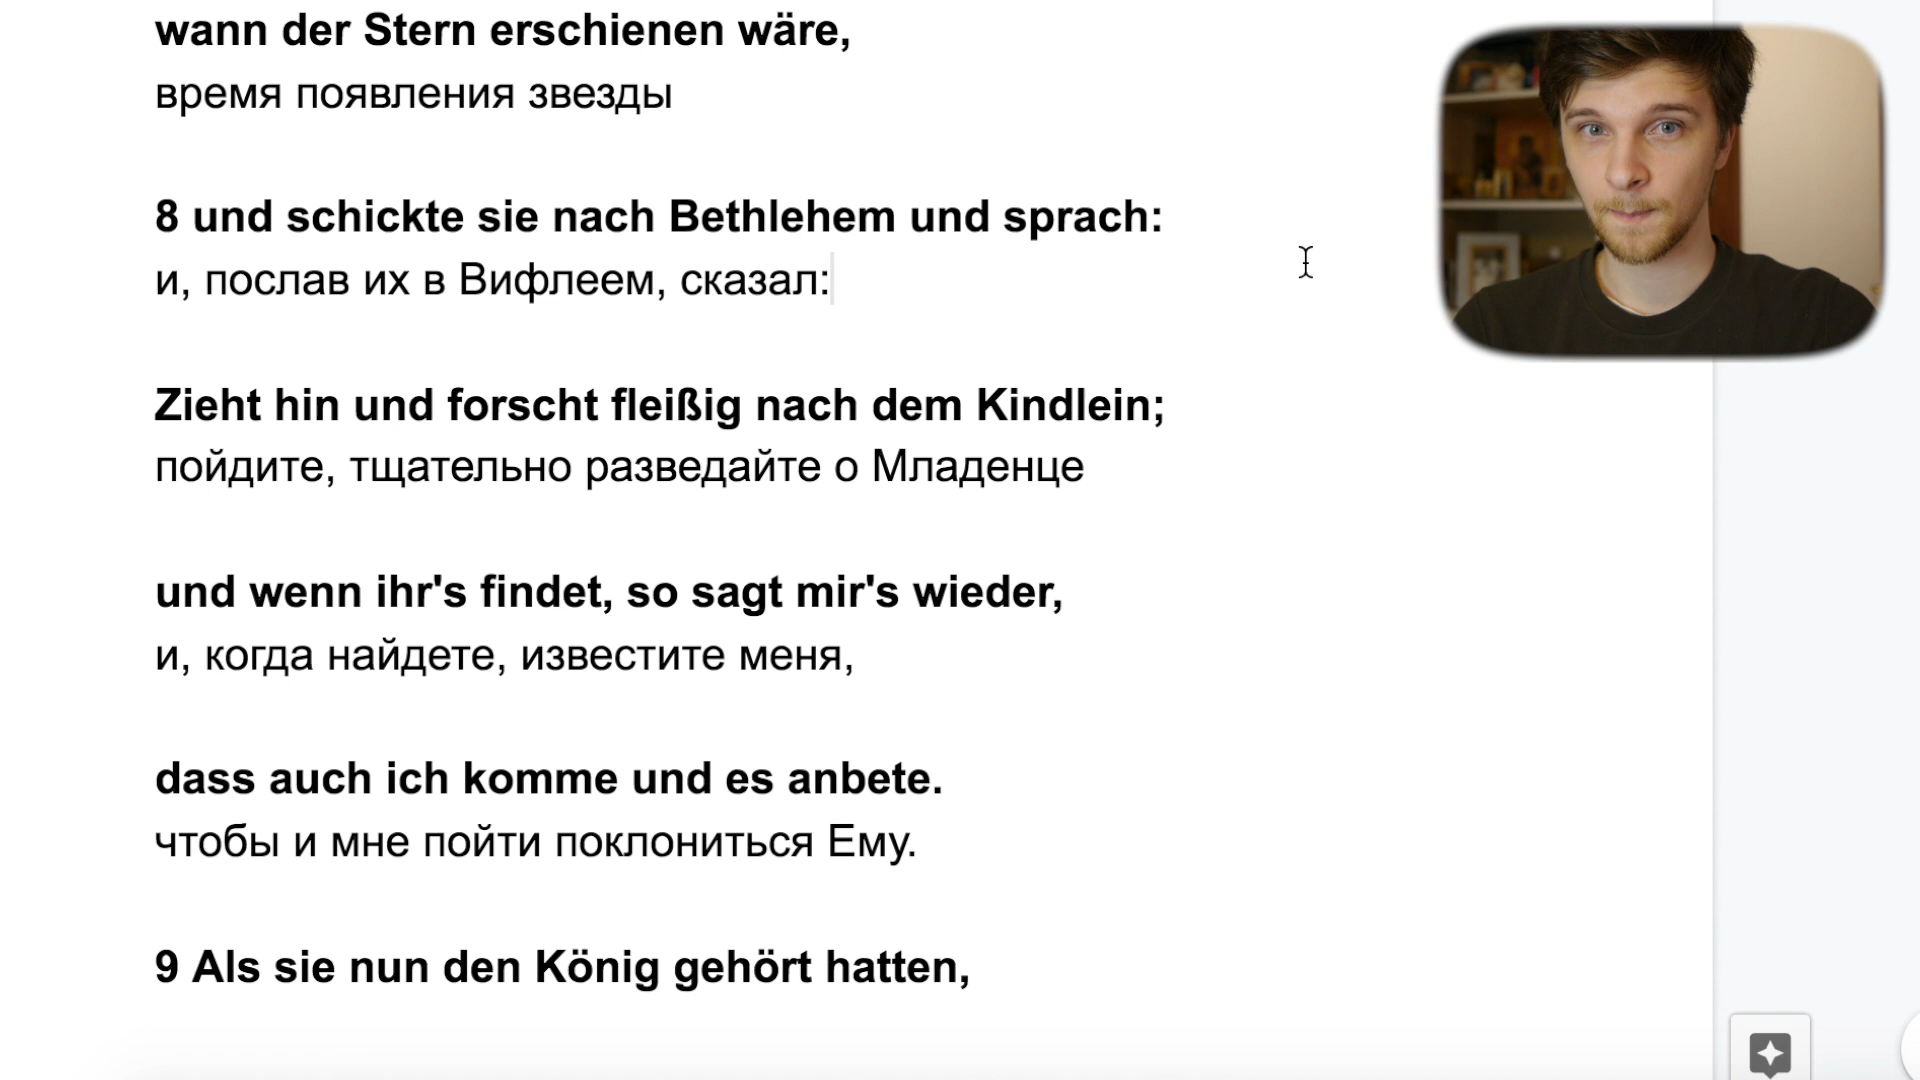 wann der Stern erschienen wäre,
время появления звезды
8 und schickte sie nach Bethlehem und sprach:
и, послав их в Вифлеем, сказал:
Zieht hin und forscht fleißig nach dem Kindlein;
пойдите, тщательно разведайте о Младенце
und wenn ihr's findet, so sagt mir's wieder,
и, когда найдете, известите меня,
dass auch ich komme und es anbete.
чтобы и мне пойти поклониться Ему.
9 Als sie nun den König gehört hatten,